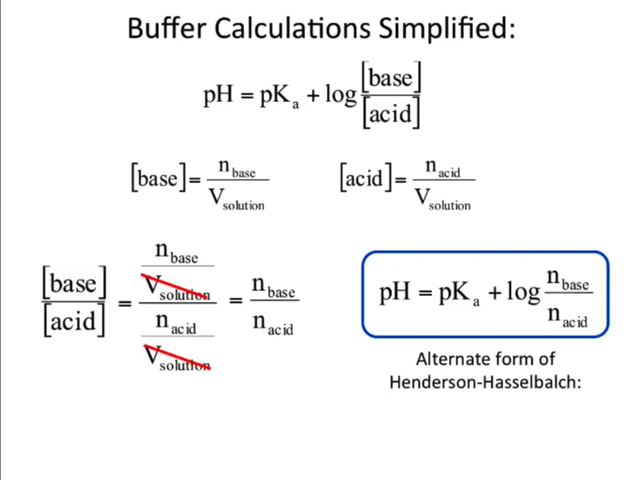 Buffer Calculations Simplified:
pH = pKₐ + log [base]/[acid]
[base] = n_base/V_solution [acid] = n_acid/V_solution
[base]/[acid] = (n_base/V_solution)/(n_acid/V_solution) = n_base/n_acid
pH = pKₐ + log n_base/n_acid
Alternate form of
Henderson-Hasselbalch: